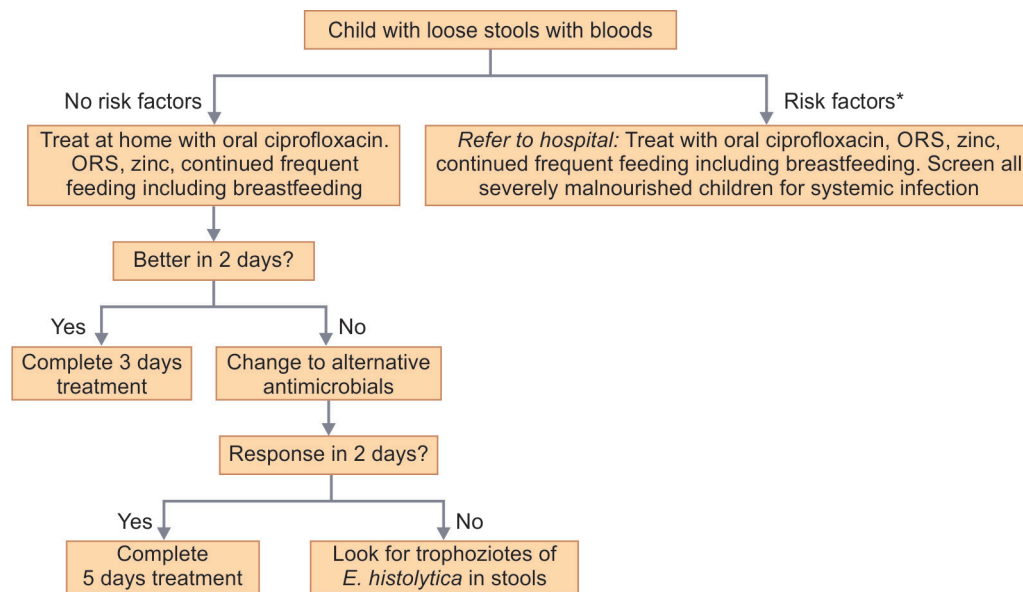 Child with loose stools with bloods
No risk factors
Risk factors*
Treat at home with oral ciprofloxacin.
ORS, zinc, continued frequent
feeding including breastfeeding
Refer to hospital: Treat with oral ciprofloxacin, ORS, zinc,
continued frequent feeding including breastfeeding. Screen all
severely malnourished children for systemic infection
Better in 2 days?
Yes
No
Complete 3 days
treatment
Change to alternative
antimicrobials
Response in 2 days?
Yes
No
Complete
5 days treatment
Look for trophoziotes of
E. histolytica in stools